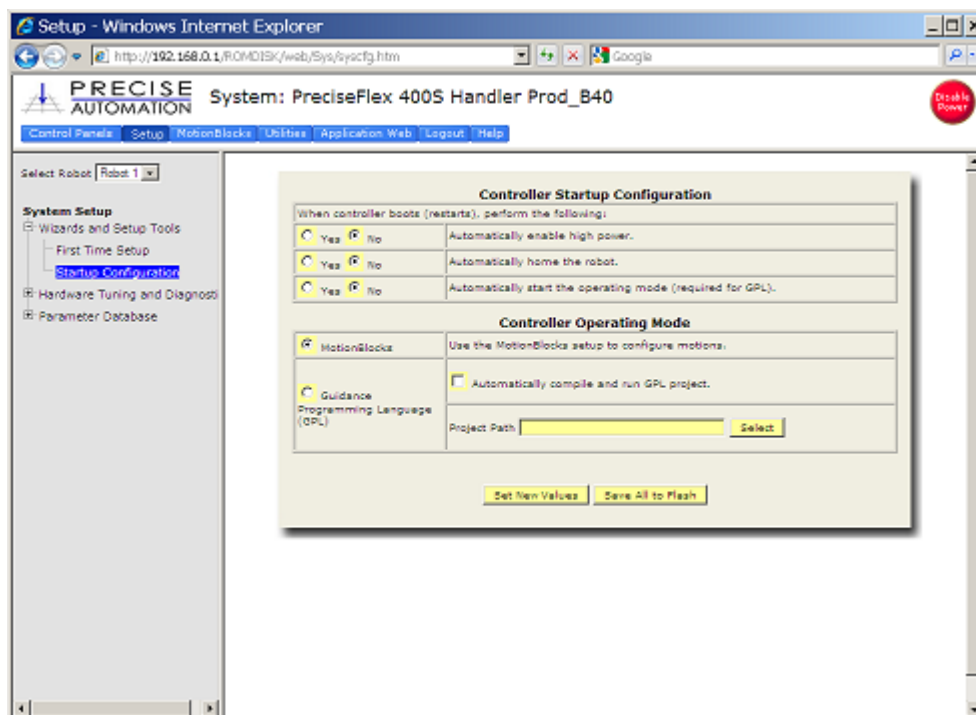 Setup - Windows Internet Explorer
http://192.168.0.1/ROMDISK/web/Sys/syscfg.htm
Google
PRECISE
AUTOMATION
System: PreciseFlex 400S Handler Prod_B40
Disable
Power
Control Panels Setup MotionBlocks Utilities Application Web Logout Help
Select Robot Robot 1
System Setup
Wizards and Setup Tools
First Time Setup
Startup Configuration
Hardware Tuning and Diagnosti
Parameter Database
Controller Startup Configuration
When controller boots (restarts), perform the following:
Yes No Automatically enable high power.
Yes No Automatically home the robot.
Yes No Automatically start the operating mode (required for GPL).
Controller Operating Mode
MotionBlocks Use the MotionBlocks setup to configure motions.
Guidance
Programming Language
(GPL)
Automatically compile and run GPL project.
Project Path Select
Set New Values Save All to Flash